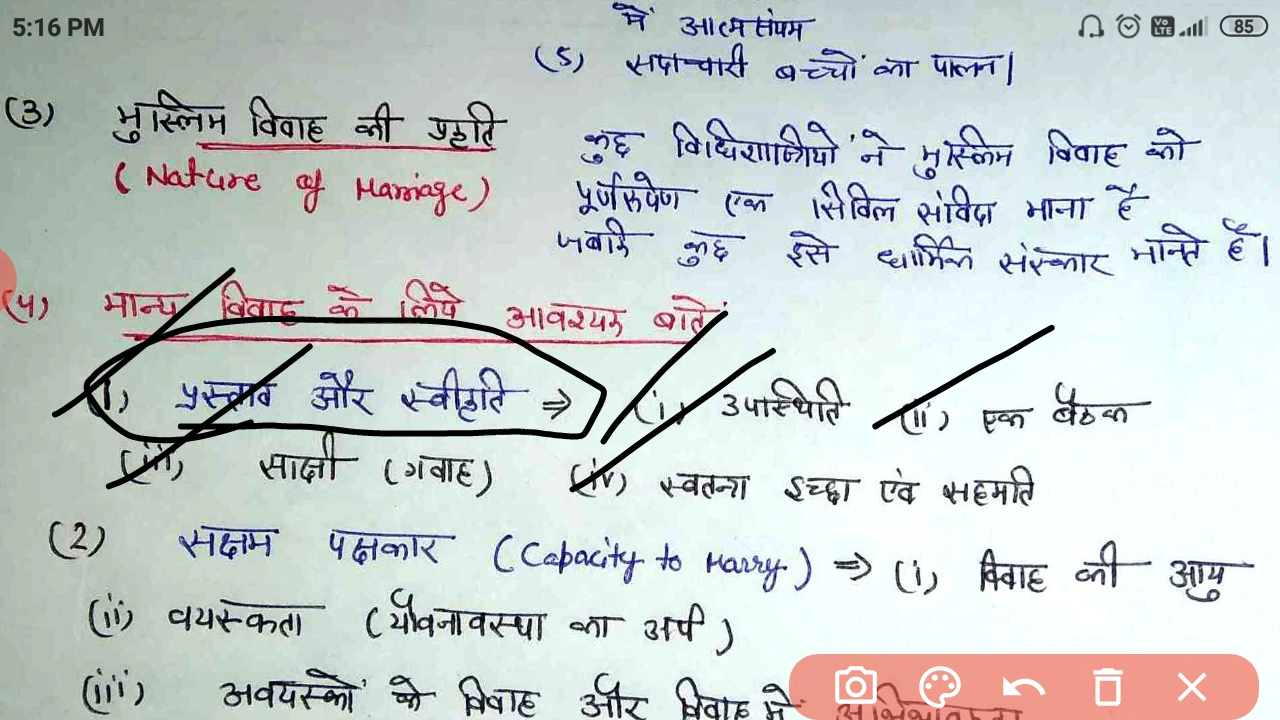 5:16 PM
85
में आत्म संयम
(5) सदाचारी बच्चों का पालन।
(3) मुस्लिम विवाह की प्रकृति
(Nature of Marriage)
कुछ विधिशास्त्रियों ने मुस्लिम विवाह को
पूर्णरूपेण एक सिविल संविदा माना है
जबकि कुछ इसे धार्मिक संस्कार मानते हैं।
(4) मान्य विवाह के लिये आवश्यक बातें
(1) प्रस्ताव और स्वीकृति ⇒ (i) उपस्थिति (ii) एक बैठक
(iii) साक्षी (गवाह) (iv) स्वतन्त्र इच्छा एवं सहमति
(2) सक्षम पक्षकार (Capacity to Marry) ⇒ (i) विवाह की आयु
(ii) वयस्कता (यौवनावस्था का अर्थ)
(iii) अवयस्कों के विवाह और विवाह में